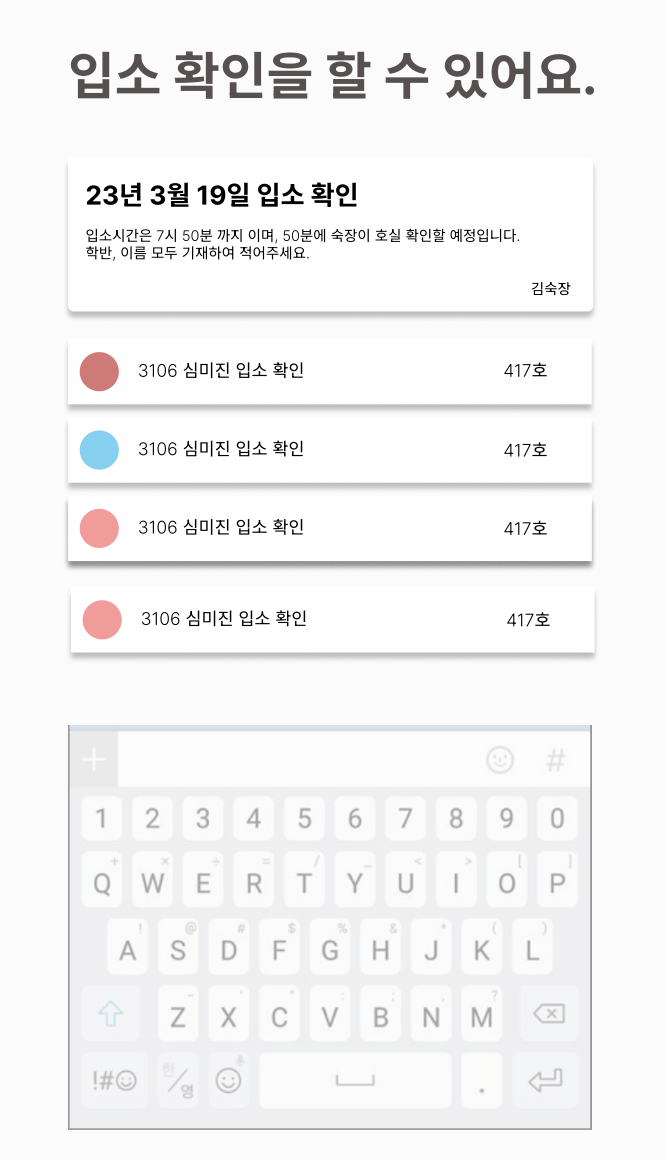 입소 확인을 할 수 있어요.
23년 3월 19일 입소 확인
입소시간은 7시 50분 까지 이며, 50분에 숙장이 호실 확인할 예정입니다.
학반, 이름 모두 기재하여 적어주세요.
김숙장
3106 심미진 입소 확인 417호
3106 심미진 입소 확인 417호
3106 심미진 입소 확인 417호
3106 심미진 입소 확인 417호
+ #
1 2 3 4 5 6 7 8 9 0
+ × ÷ = / _ < > [ ]
Q W E R T Y U I O P
! @ # $ % & * ( )
A S D F G H J K L
- ' " : ; , ?
Z X C V B N M
!# 한/영 .